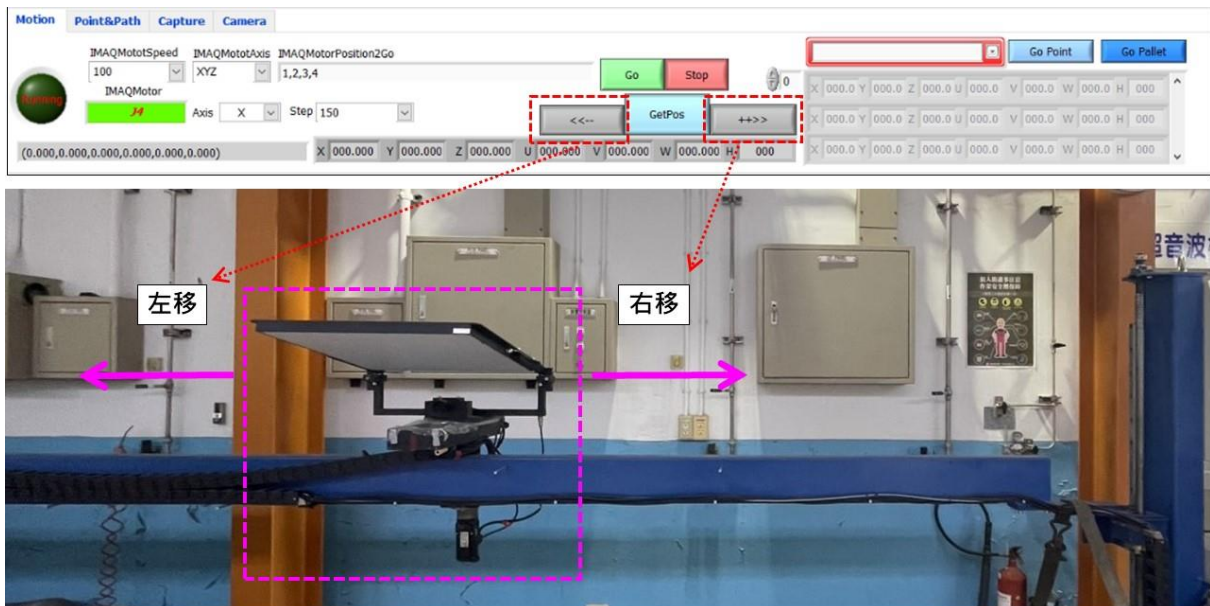 Motion Point&Path Capture Camera
IMAQMototSpeed IMAQMototAxis IMAQMotorPosition2Go
100 XYZ 1,2,3,4
Go Point Go Pallet
Running
IMAQMotor
J4
Axis X Step 150
Go Stop 0
<<-- GetPos ++>>
(0.000,0.000,0.000,0.000,0.000,0.000)
X 000.000 Y 000.000 Z 000.000 U 000.000 V 000.000 W 000.000 H 000
X 000.0 Y 000.0 Z 000.0 U 000.0 V 000.0 W 000.0 H 000
X 000.0 Y 000.0 Z 000.0 U 000.0 V 000.0 W 000.0 H 000
X 000.0 Y 000.0 Z 000.0 U 000.0 V 000.0 W 000.0 H 000
左移
右移
超音波